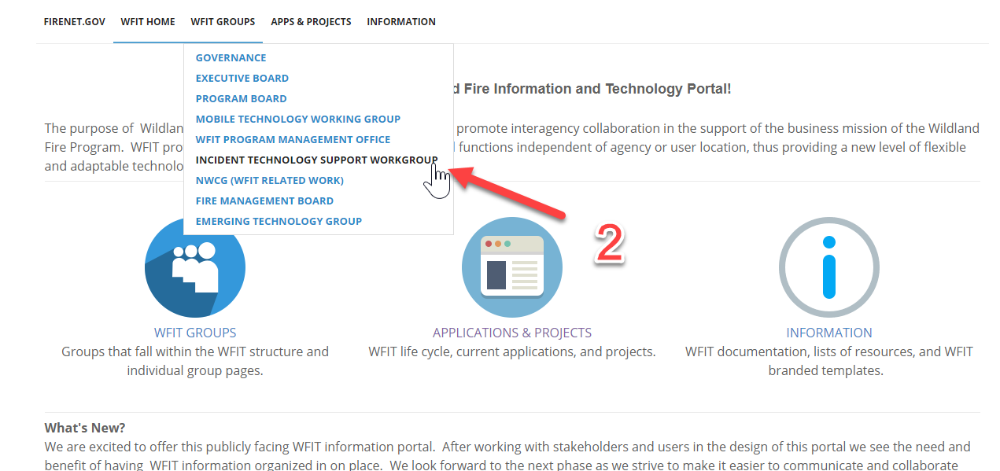 FIRENET.GOV WFIT HOME WFIT GROUPS APPS & PROJECTS INFORMATION
GOVERNANCE
EXECUTIVE BOARD
PROGRAM BOARD
MOBILE TECHNOLOGY WORKING GROUP
WFIT PROGRAM MANAGEMENT OFFICE
INCIDENT TECHNOLOGY SUPPORT WORKGROUP
NWCG (WFIT RELATED WORK)
FIRE MANAGEMENT BOARD
EMERGING TECHNOLOGY GROUP
d Fire Information and Technology Portal!
The purpose of Wildlan promote interagency collaboration in the support of the business mission of the Wildland
Fire Program. WFIT pro functions independent of agency or user location, thus providing a new level of flexible
and adaptable technolo
2
WFIT GROUPS
Groups that fall within the WFIT structure and
individual group pages.
APPLICATIONS & PROJECTS
WFIT life cycle, current applications, and projects.
INFORMATION
WFIT documentation, lists of resources, and WFIT
branded templates.
What's New?
We are excited to offer this publicly facing WFIT information portal. After working with stakeholders and users in the design of this portal we see the need and
benefit of having WFIT information organized in on place. We look forward to the next phase as we strive to make it easier to communicate and collaborate